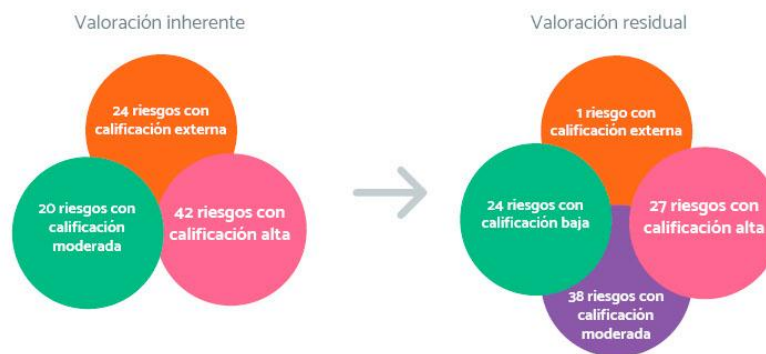 Valoración inherente
24 riesgos con
calificación externa
20 riesgos con
calificación
moderada
42 riesgos con
calificación alta
Valoración residual
1 riesgo con
calificación externa
24 riesgos con
calificación baja
27 riesgos con
calificación alta
38 riesgos con
calificación
moderada